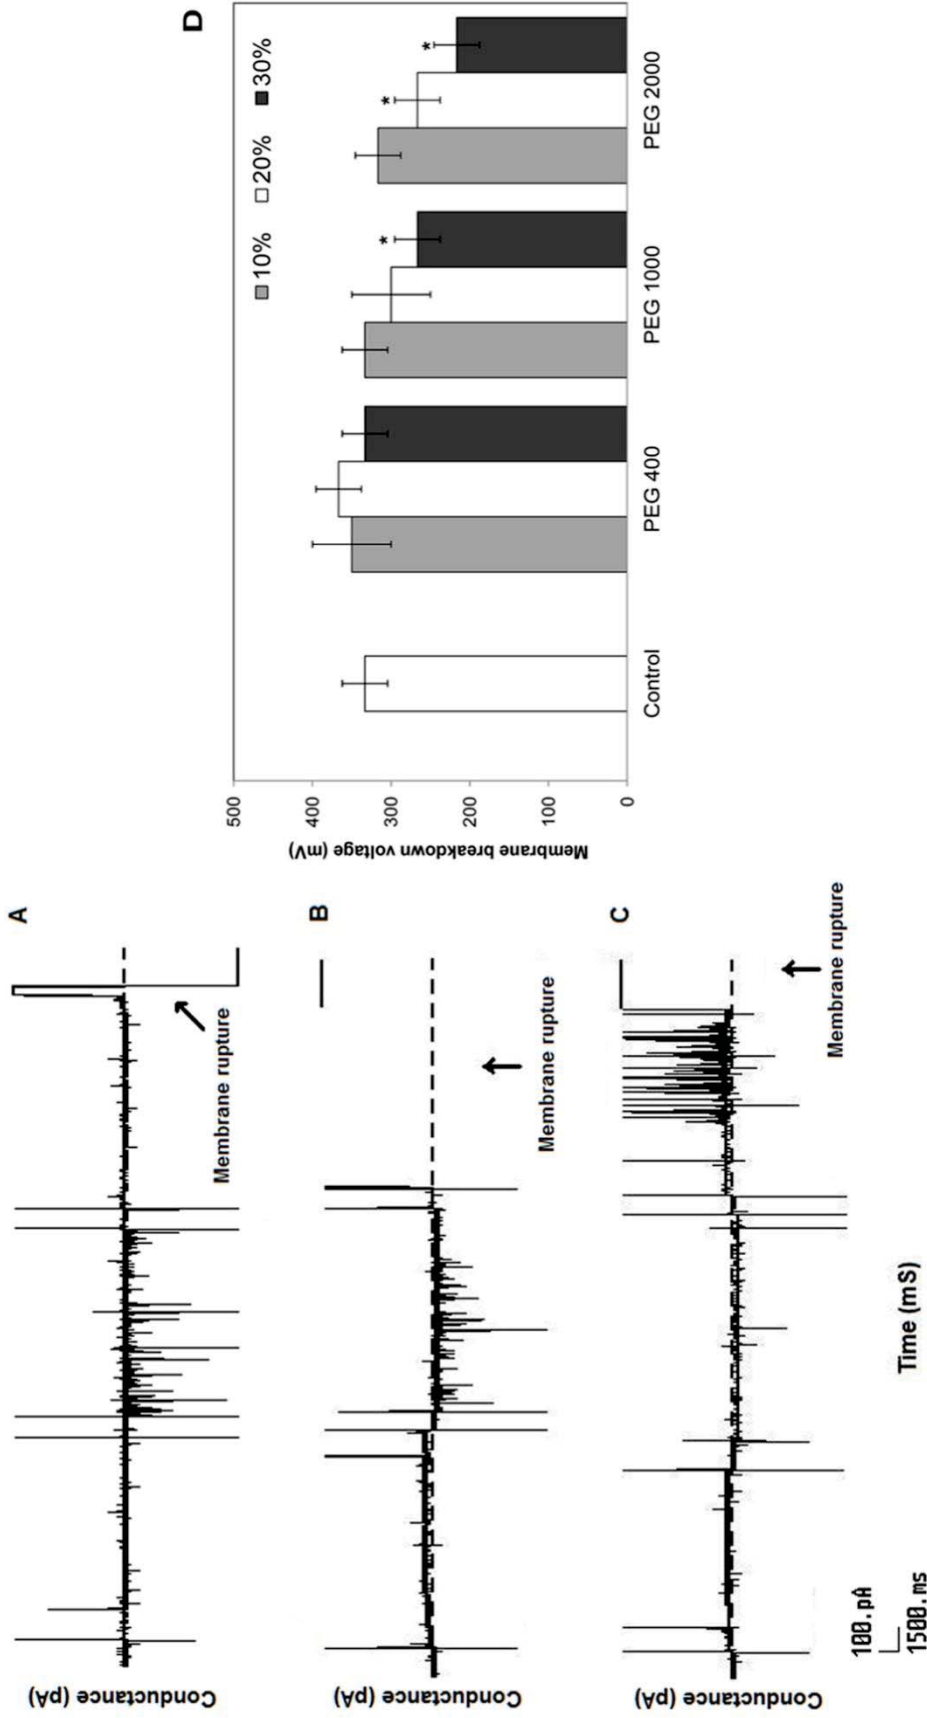 A
Conductance (pA)
Membrane rupture
B
Conductance (pA)
Membrane rupture
C
Conductance (pA)
Membrane rupture
100.pA
1500.ms
Time (mS)
D
10% 20% 30%
Membrane breakdown voltage (mV)
500
400
300
200
100
0
* * *
Control PEG 400 PEG 1000 PEG 2000